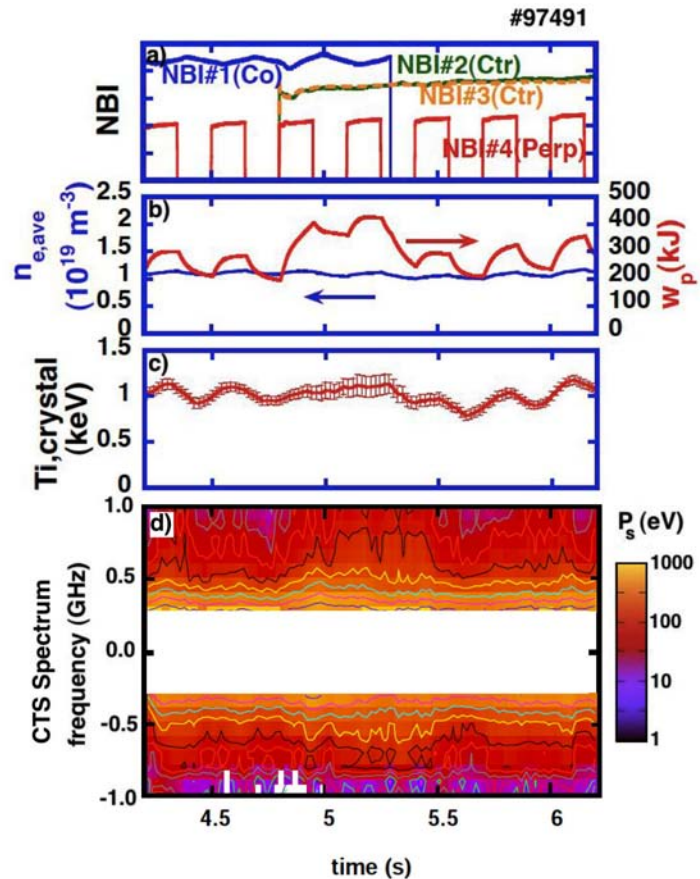 #97491
a)
NBI
NBI#1(Co)
NBI#2(Ctr)
NBI#3(Ctr)
NBI#4(Perp)
b)
n_e,ave
(10^19 m^-3)
2.5
2
1.5
1
0.5
0
500
400
300
200
100
0
w_p(kJ)
c)
Ti,crystal
(keV)
1.5
1
0.5
0
d)
CTS Spectrum
frequency (GHz)
1.0
0.5
0.0
-0.5
-1.0
P_s (eV)
1000
100
10
1
4.5 5 5.5 6
time (s)